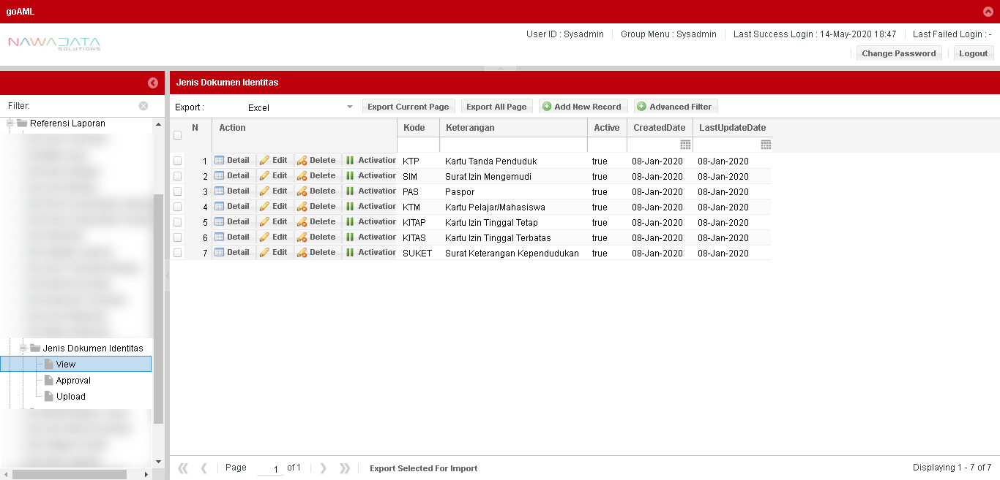 goAML
NAWADATA
SOLUTIONS
User ID : Sysadmin
Group Menu : Sysadmin
Last Success Login : 14-May-2020 18:47
Last Failed Login : -
Change Password
Logout
Jenis Dokumen Identitas
Filter:
Export :
Excel
Export Current Page
Export All Page
Add New Record
Advanced Filter
Referensi Laporan
Jenis Dokumen Identitas
View
Approval
Upload
N Action Kode Keterangan Active CreatedDate LastUpdateDate
1 Detail Edit Delete Activation KTP Kartu Tanda Penduduk true 08-Jan-2020 08-Jan-2020
2 Detail Edit Delete Activation SIM Surat Izin Mengemudi true 08-Jan-2020 08-Jan-2020
3 Detail Edit Delete Activation PAS Paspor true 08-Jan-2020 08-Jan-2020
4 Detail Edit Delete Activation KTM Kartu Pelajar/Mahasiswa true 08-Jan-2020 08-Jan-2020
5 Detail Edit Delete Activation KITAP Kartu Izin Tinggal Tetap true 08-Jan-2020 08-Jan-2020
6 Detail Edit Delete Activation KITAS Kartu Izin Tinggal Terbatas true 08-Jan-2020 08-Jan-2020
7 Detail Edit Delete Activation SUKET Surat Keterangan Kependudukan true 08-Jan-2020 08-Jan-2020
Page 1 of 1
Export Selected For Import
Displaying 1 - 7 of 7